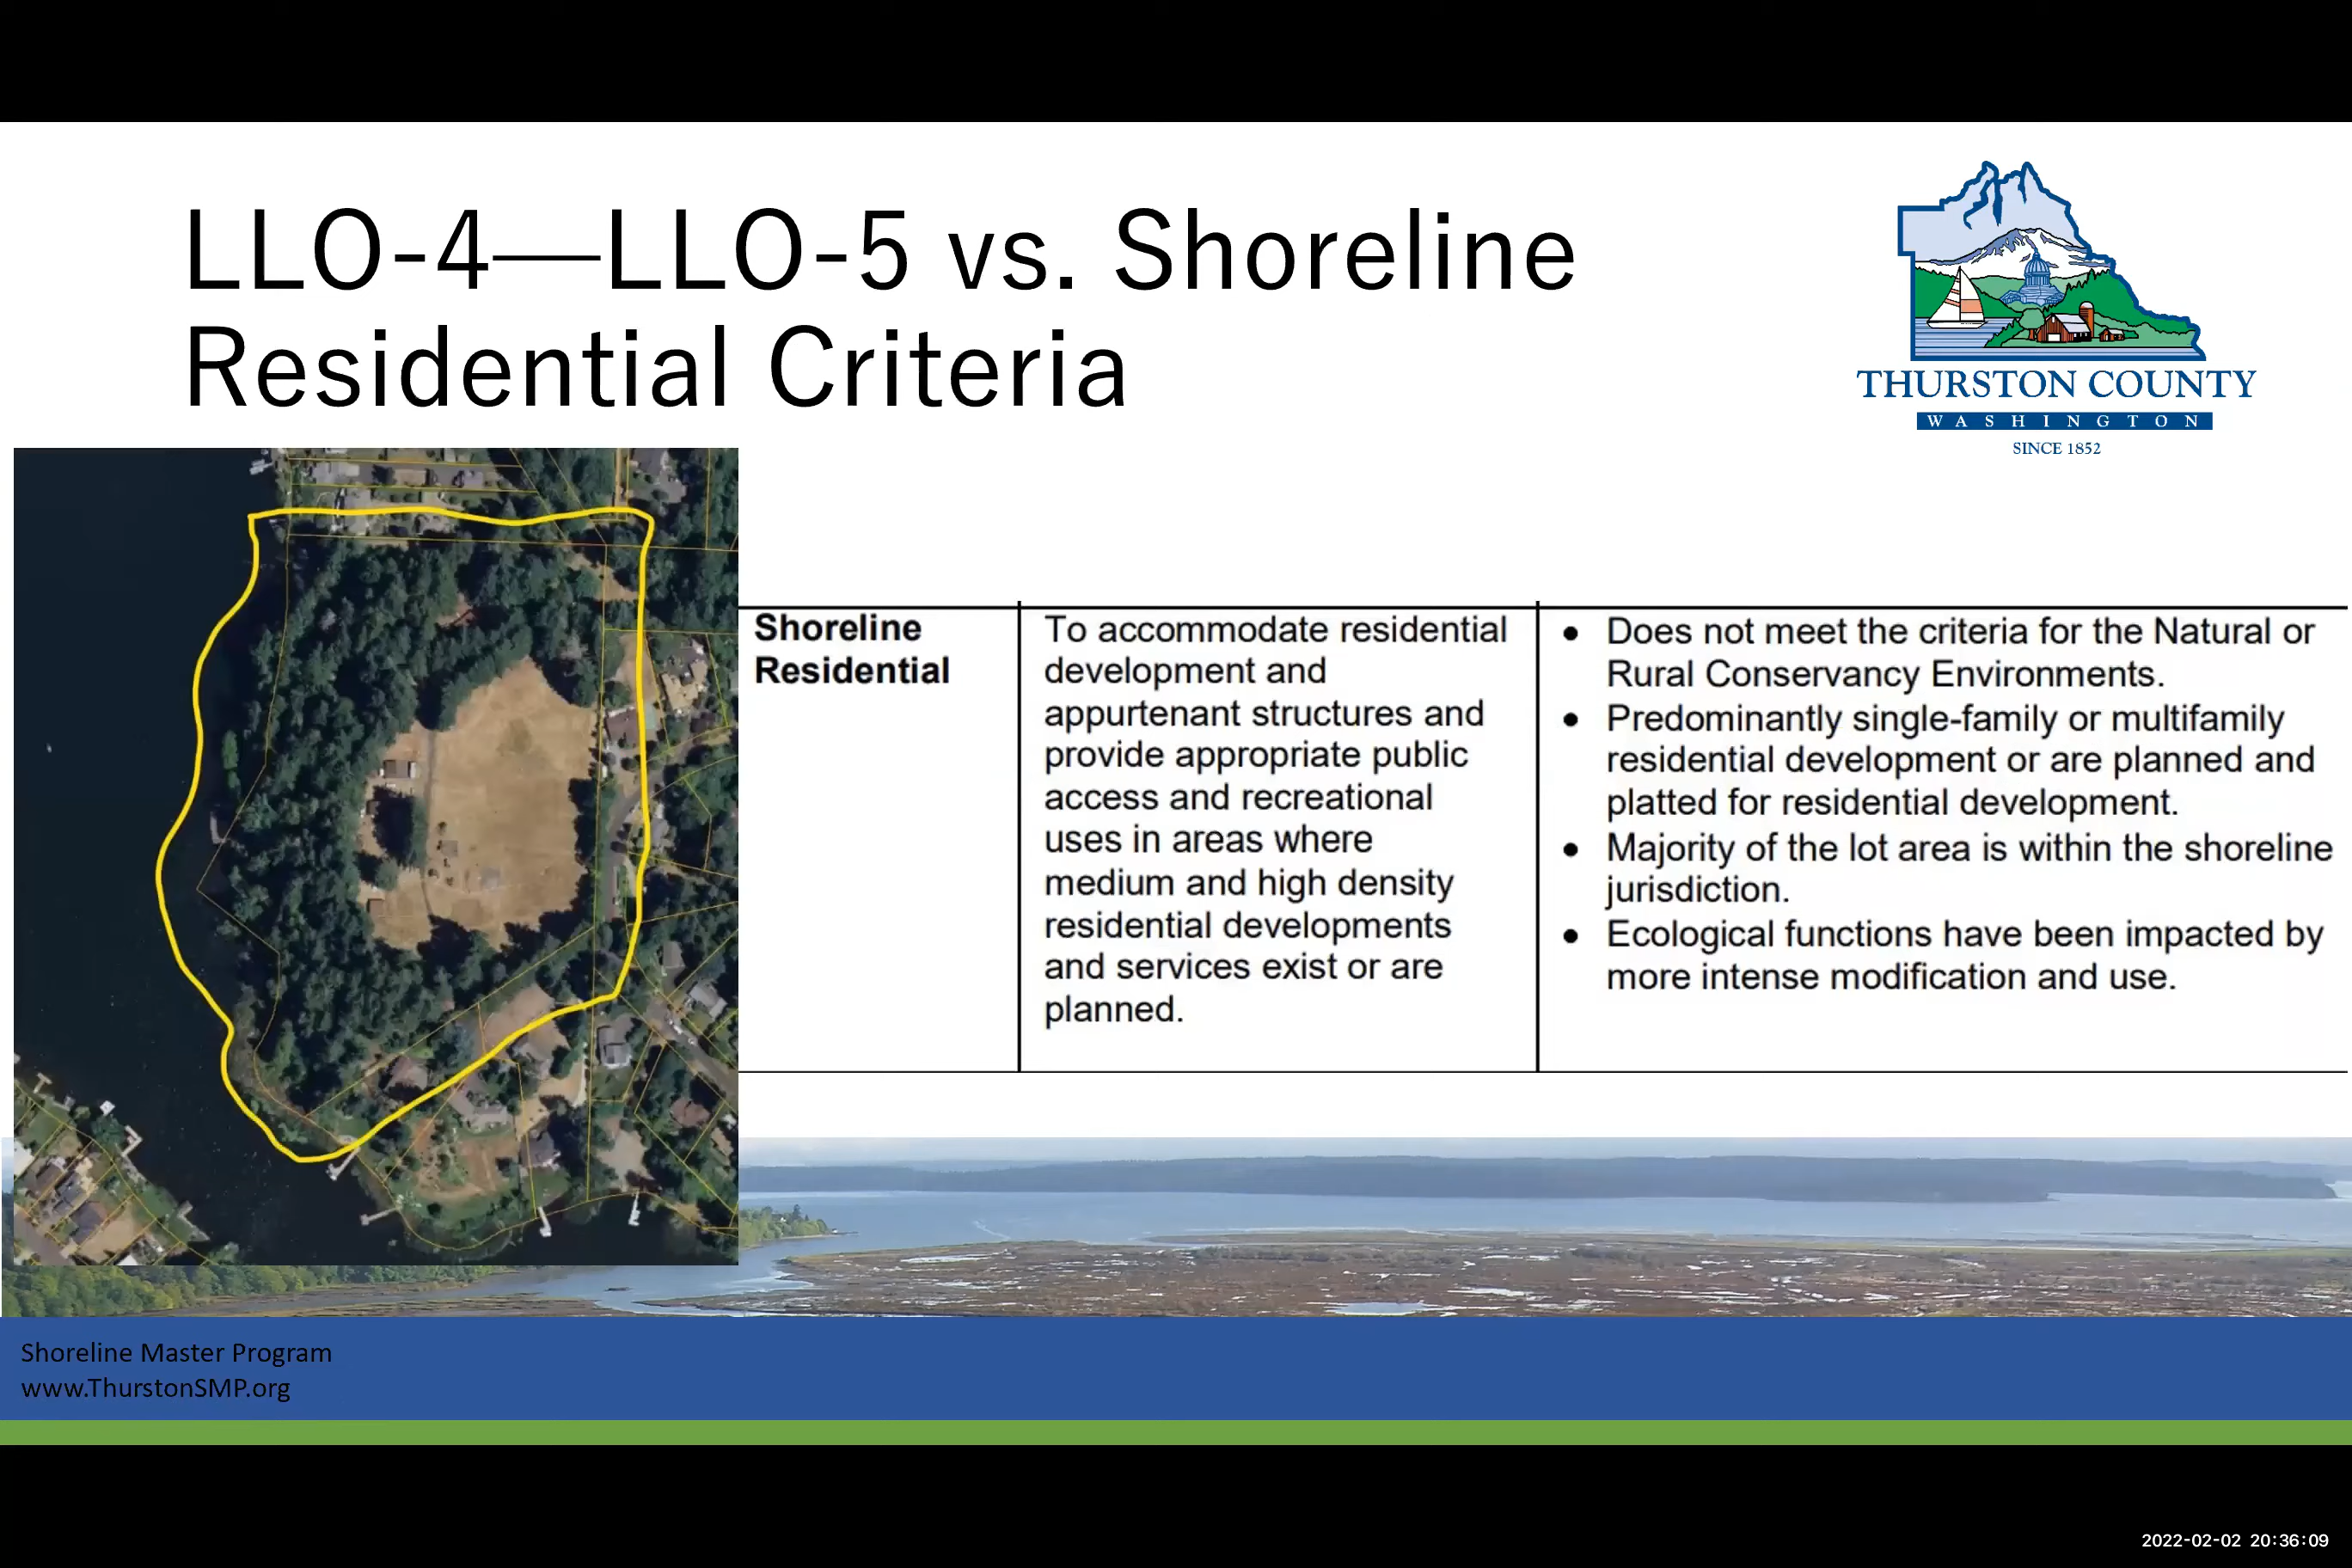 LLO-4—LLO-5 vs. Shoreline
Residential Criteria
THURSTON COUNTY
WASHINGTON
SINCE 1852
Shoreline
Residential
To accommodate residential
development and
appurtenant structures and
provide appropriate public
access and recreational
uses in areas where
medium and high density
residential developments
and services exist or are
planned.
• Does not meet the criteria for the Natural or
Rural Conservancy Environments.
• Predominantly single-family or multifamily
residential development or are planned and
platted for residential development.
• Majority of the lot area is within the shoreline
jurisdiction.
• Ecological functions have been impacted by
more intense modification and use.
Shoreline Master Program
www.ThurstonSMP.org
2022-02-02 20:36:09